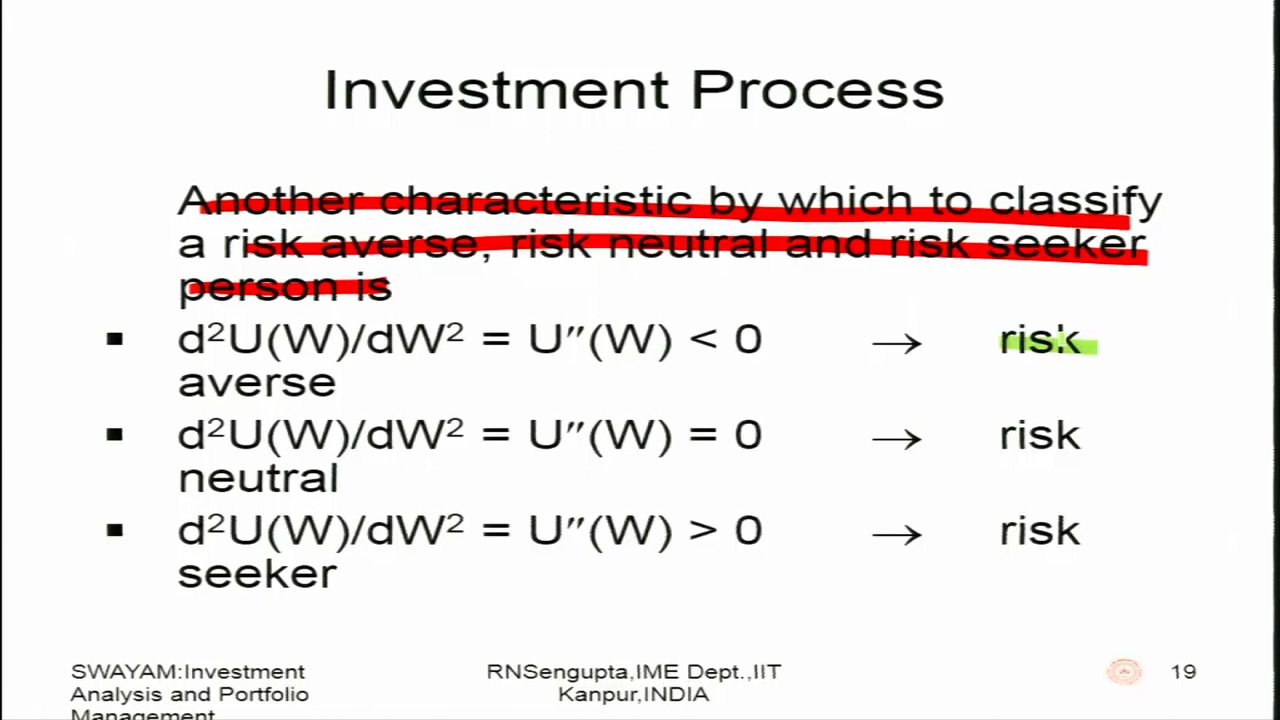 Investment Process
Another characteristic by which to classify
a risk averse, risk neutral and risk seeker
person is
▪ d²U(W)/dW² = U″(W) < 0 → risk
averse
▪ d²U(W)/dW² = U″(W) = 0 → risk
neutral
▪ d²U(W)/dW² = U″(W) > 0 → risk
seeker
SWAYAM:Investment
Analysis and Portfolio
Management
RNSengupta,IME Dept.,IIT
Kanpur,INDIA
19